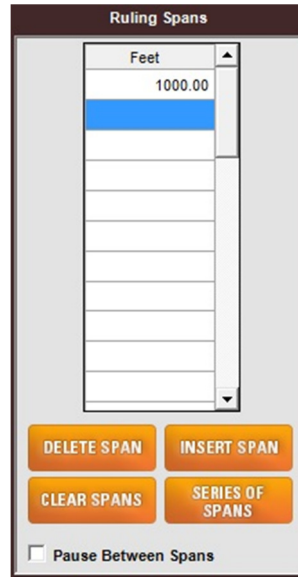 Ruling Spans
Feet
1000.00
DELETE SPAN
INSERT SPAN
CLEAR SPANS
SERIES OF
SPANS
Pause Between Spans